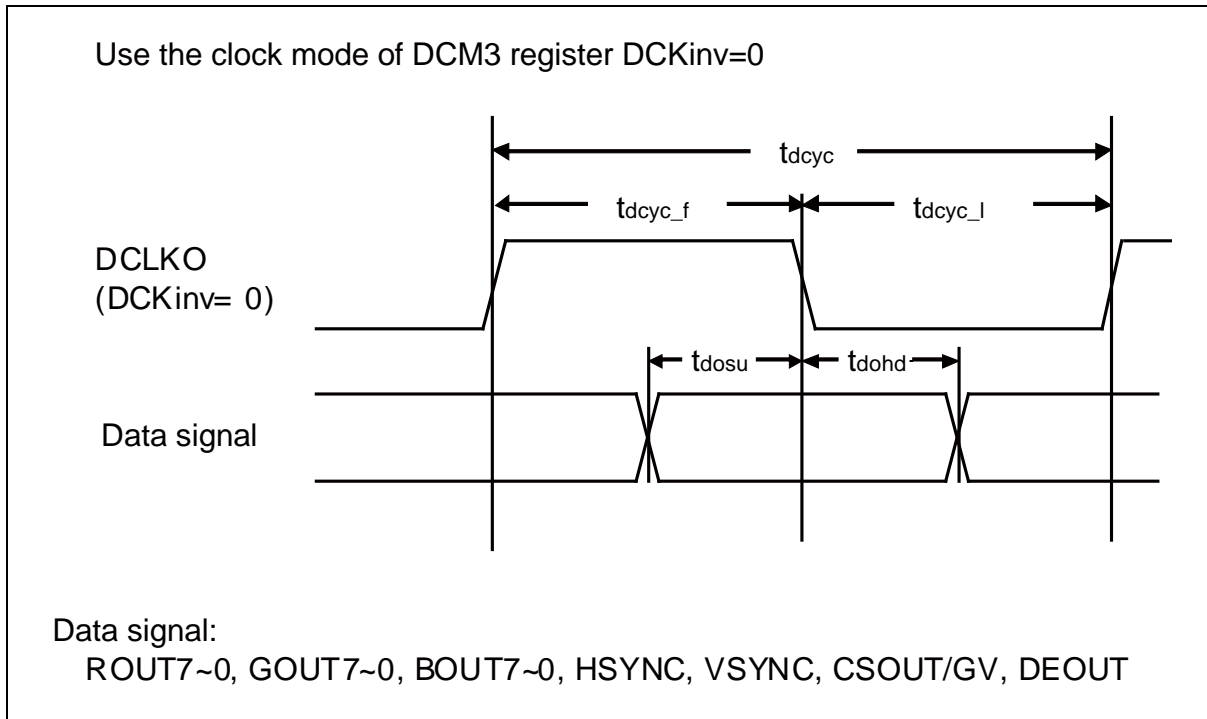 Use the clock mode of DCM3 register DCKinv=0
tdcyc
tdcyc_f
tdcyc_l
DCLKO
(DCKinv= 0)
tdosu
tdohd
Data signal
Data signal:
ROUT7~0, GOUT7~0, BOUT7~0, HSYNC, VSYNC, CSOUT/GV, DEOUT